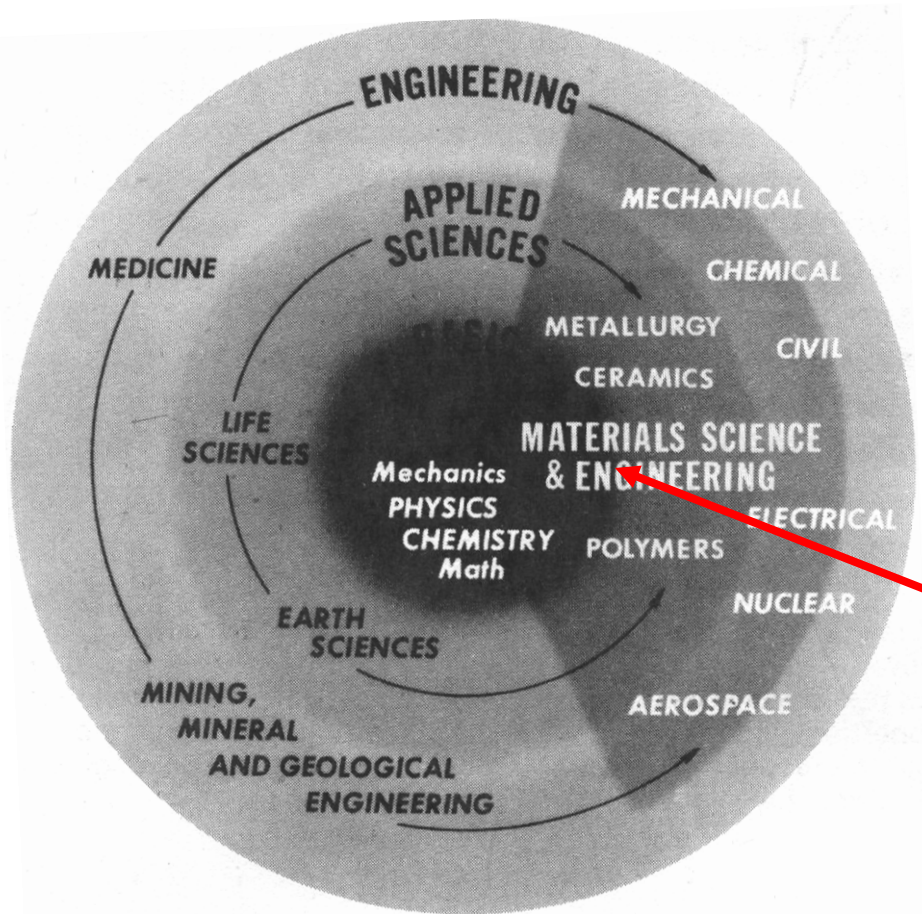 ENGINEERING
APPLIED
SCIENCES
MECHANICAL
MEDICINE
CHEMICAL
METALLURGY
CIVIL
CERAMICS
LIFE
SCIENCES
MATERIALS SCIENCE
& ENGINEERING
Mechanics
PHYSICS
CHEMISTRY
Math
ELECTRICAL
POLYMERS
NUCLEAR
EARTH
SCIENCES
MINING,
MINERAL
AND GEOLOGICAL
ENGINEERING
AEROSPACE